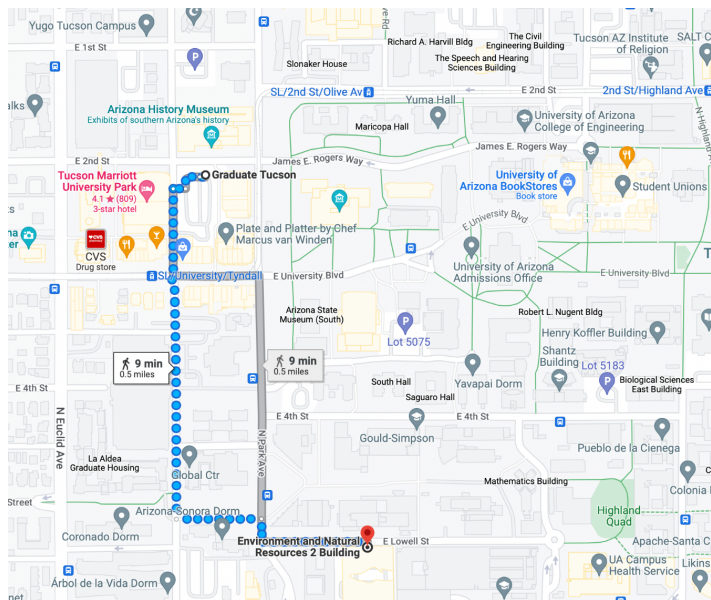 Yugo Tucson Campus
Richard A. Harvill Bldg
The Civil
Engineering Building
Tucson AZ Institute
of Religion
SALT C
E 1st St
The Speech and Hearing
Sciences Building
Slonaker House
P
SL/2nd St/Olive Av
E 2nd St
2nd St/Highland Ave
Yuma Hall
alks
Arizona History Museum
Exhibits of southern Arizona's history
Maricopa Hall
University of Arizona
College of Engineering
N Highland A
E 2nd St
James E. Rogers Way
James E. Rogers Way
Tucson Marriott
University Park
4.1 ★ (809)
3-star hotel
Graduate Tucson
University of
Arizona BookStores
Book store
Student Unions
E University Blvd
Plate and Platter by Chef
Marcus van Winden
♥CVS
CVS
Drug store
er
University of Arizona
Admissions Office
SL/University/Tyndall
E University Blvd
E University Blvd
T
Arizona State
Museum (South)
Robert L. Nugent Bldg
P
Lot 5075
Henry Koffler Building
9 min
0.5 miles
9 min
0.5 miles
Shantz
Building
Lot 5183
P
Yavapai Dorm
South Hall
Biological Sciences
East Building
E 4th St
Saguaro Hall
N Euclid Ave
E 4th St
E 4th St
Gould-Simpson
Pueblo de la Cienega
N Park Ave
La Aldea
Graduate Housing
Global Ctr
Mathematics Building
Colonia
Street
Arizona-Sonora Dorm
Highland
Quad
Coronado Dorm
Environment and Natural
Resources 2 Building
E Lowell St
Apache-Santa C
UA Campus
Health Service
Árbol de la Vida Dorm
Likins
net